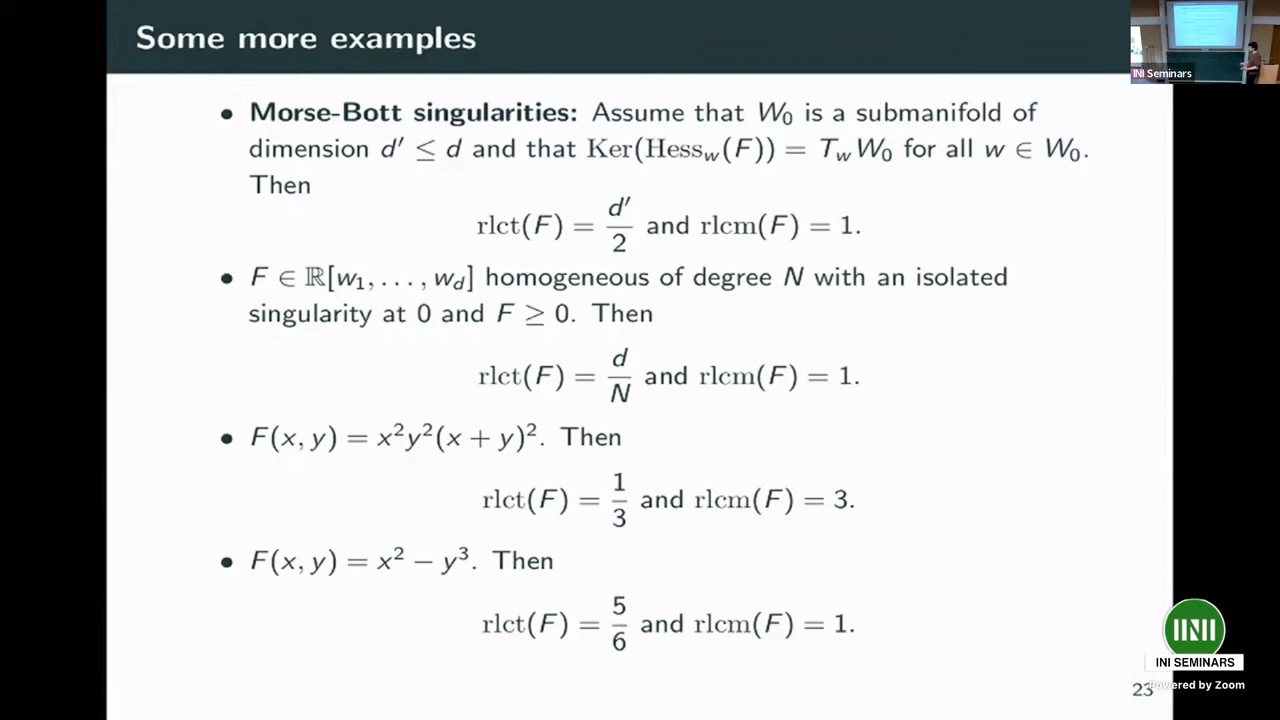 Some more examples
INI Seminars
• Morse-Bott singularities: Assume that W₀ is a submanifold of
dimension d′ ≤ d and that Ker(Hess_w(F)) = T_wW₀ for all w ∈ W₀.
Then
rlct(F) = d′/2 and rlcm(F) = 1.
• F ∈ ℝ[w₁, . . . , w_d] homogeneous of degree N with an isolated
singularity at 0 and F ≥ 0. Then
rlct(F) = d/N and rlcm(F) = 1.
• F(x, y) = x²y²(x + y)². Then
rlct(F) = 1/3 and rlcm(F) = 3.
• F(x, y) = x² − y³. Then
rlct(F) = 5/6 and rlcm(F) = 1.
INI
INI SEMINARS
Powered by Zoom
23